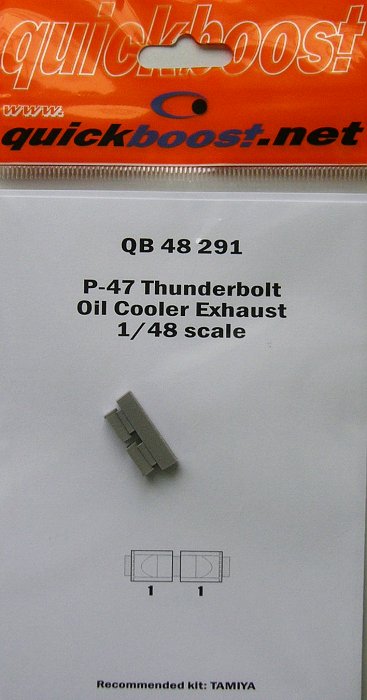 quickboost
www.
quickboost.net
QB 48 291
P-47 Thunderbolt
Oil Cooler Exhaust
1/48 scale
1 1
Recommended kit: TAMIYA